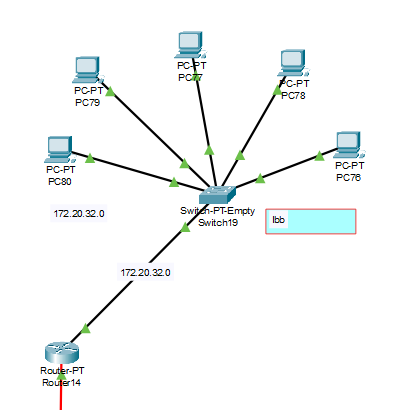 PC-PT
PC77
PC-PT
PC79
PC-PT
PC78
PC-PT
PC80
PC-PT
PC76
172.20.32.0
Switch-PT-Empty
Switch19
lbb
172.20.32.0
Router-PT
Router14